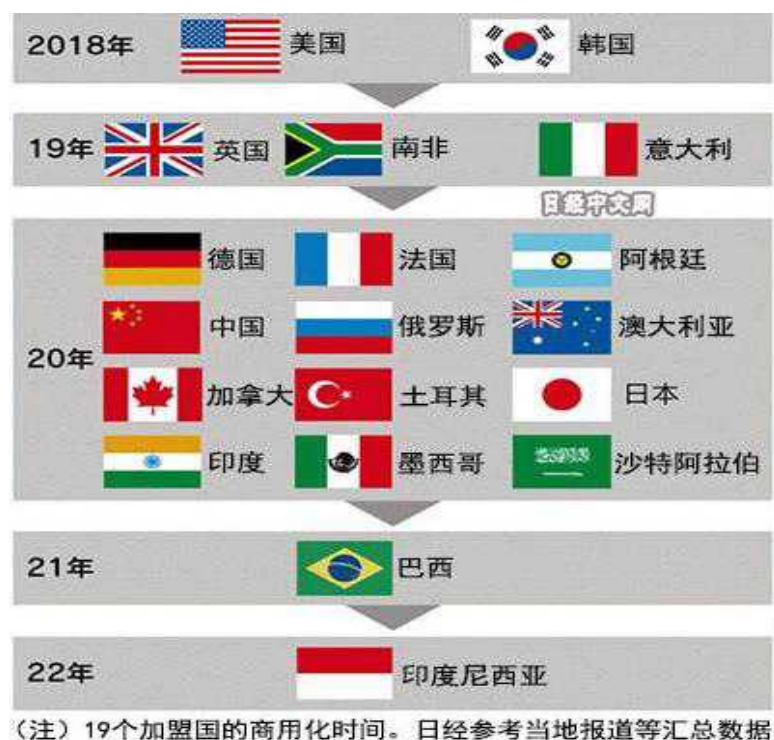 2018年 美国 韩国
19年 英国 南非 意大利
日经中文网
德国 法国 阿根廷
中国 俄罗斯 澳大利亚
20年
加拿大 土耳其 日本
印度 墨西哥 沙特阿拉伯
21年 巴西
22年 印度尼西亚
（注）19个加盟国的商用化时间。日经参考当地报道等汇总数据